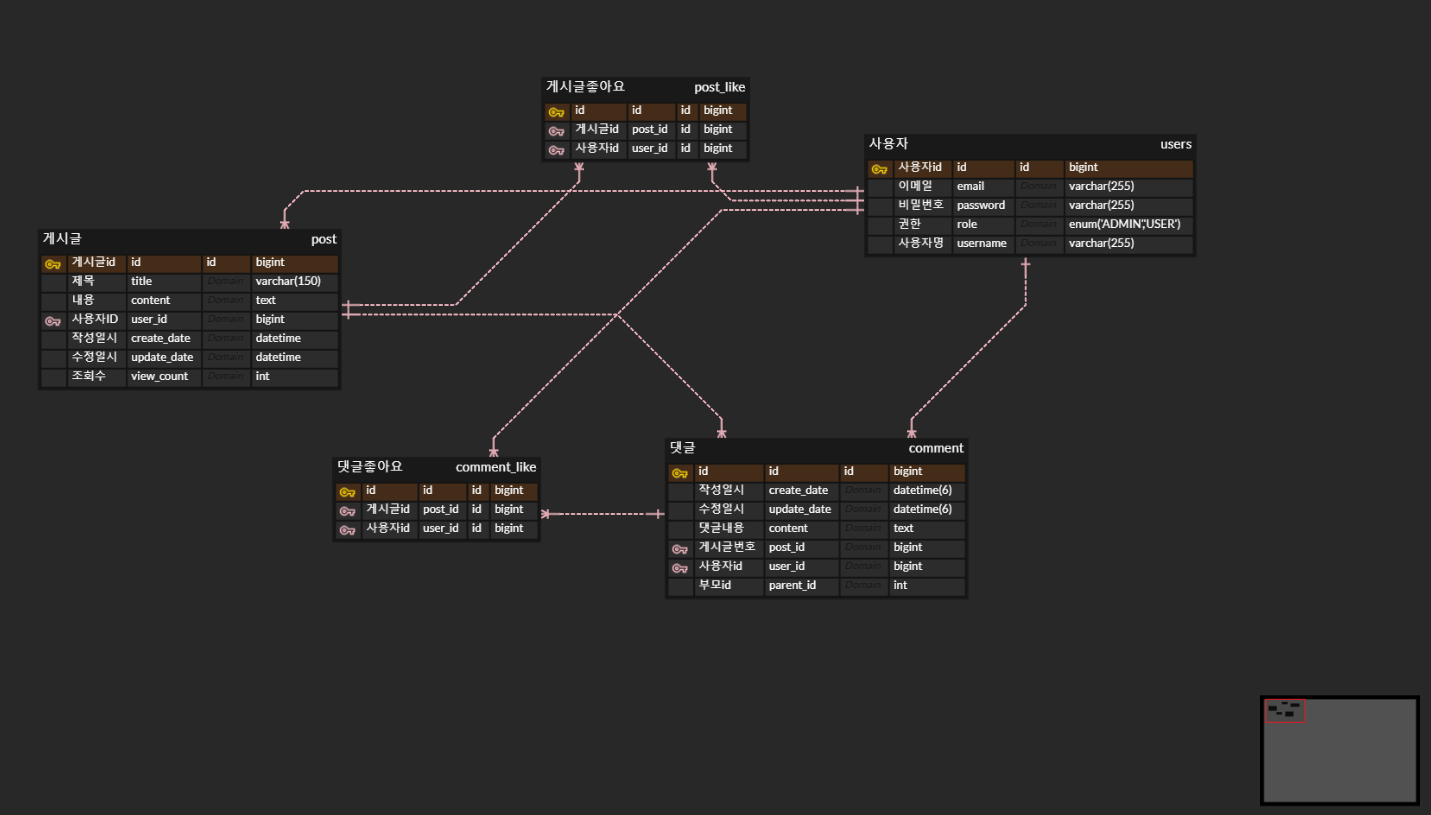 게시글좋아요 post_like
id id id bigint
게시글id post_id id bigint
사용자id user_id id bigint
사용자 users
사용자id id id bigint
이메일 email Domain varchar(255)
비밀번호 password Domain varchar(255)
권한 role Domain enum('ADMIN','USER')
사용자명 username Domain varchar(255)
게시글 post
게시글id id id bigint
제목 title Domain varchar(150)
내용 content Domain text
사용자ID user_id Domain bigint
작성일시 create_date Domain datetime
수정일시 update_date Domain datetime
조회수 view_count Domain int
댓글좋아요 comment_like
id id id bigint
게시글id post_id id bigint
사용자id user_id id bigint
댓글 comment
id id id bigint
작성일시 create_date Domain datetime(6)
수정일시 update_date Domain datetime(6)
댓글내용 content Domain text
게시글번호 post_id Domain bigint
사용자id user_id Domain bigint
부모id parent_id Domain int